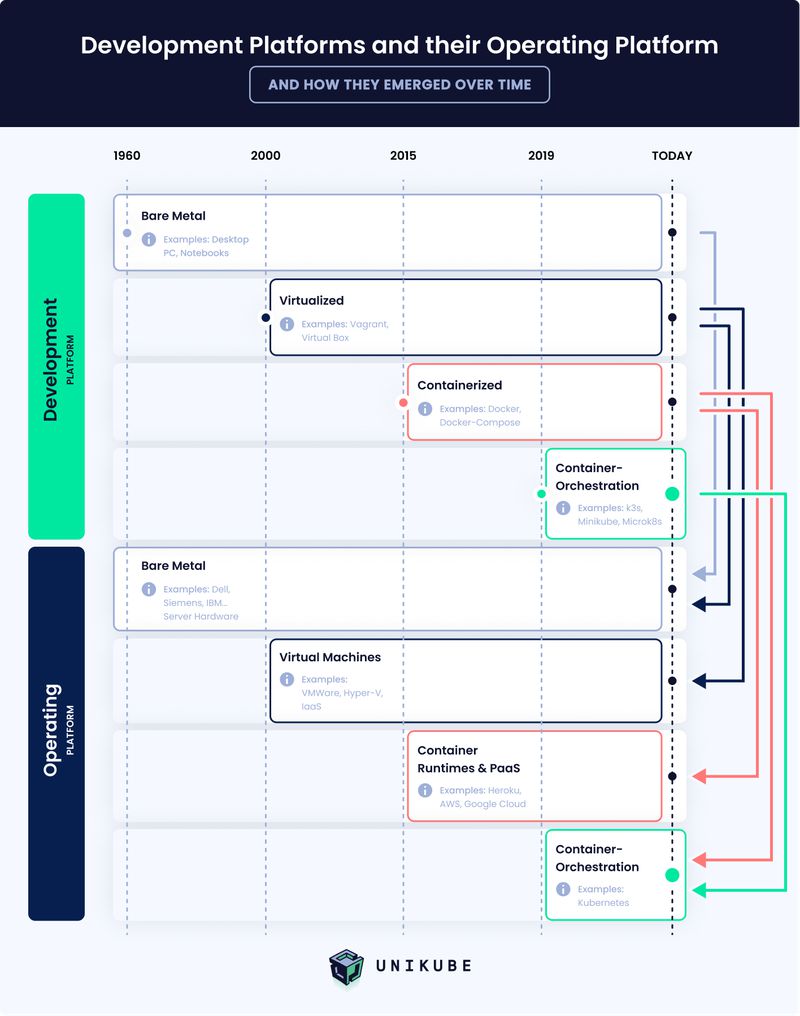 Development Platforms and their Operating Platform
AND HOW THEY EMERGED OVER TIME
1960
2000
2015
2019
TODAY
Development
PLATFORM
Bare Metal
Examples: Desktop
PC, Notebooks
Virtualized
Examples: Vagrant,
Virtual Box
Containerized
Examples: Docker,
Docker-Compose
Container-
Orchestration
Examples: k3s,
Minikube, Microk8s
Operating
PLATFORM
Bare Metal
Examples: Dell,
Siemens, IBM...
Server Hardware
Virtual Machines
Examples:
VMWare, Hyper-V,
IaaS
Container
Runtimes & PaaS
Examples: Heroku,
AWS, Google Cloud
Container-
Orchestration
Examples:
Kubernetes
UNIKUBE